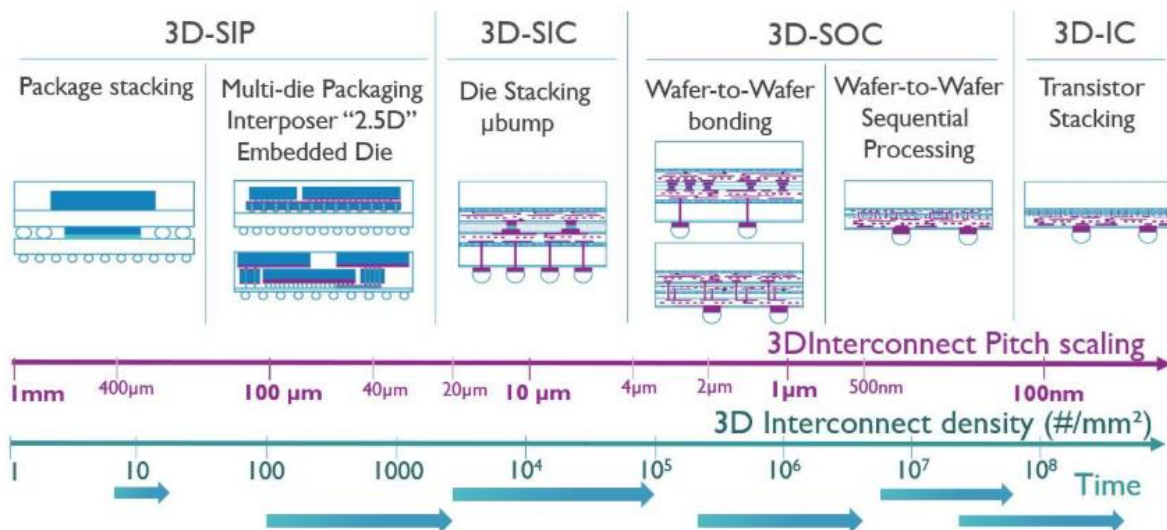 3D-SIP
3D-SIC
3D-SOC
3D-IC
Package stacking
Multi-die Packaging
Interposer “2.5D”
Embedded Die
Die Stacking
µbump
Wafer-to-Wafer
bonding
Wafer-to-Wafer
Sequential
Processing
Transistor
Stacking
3DInterconnect Pitch scaling
1mm 400µm 100 µm 40µm 20µm 10 µm 4µm 2µm 1µm 500nm 100nm
3D Interconnect density (#/mm²)
1 10 100 1000 10⁴ 10⁵ 10⁶ 10⁷ 10⁸
Time